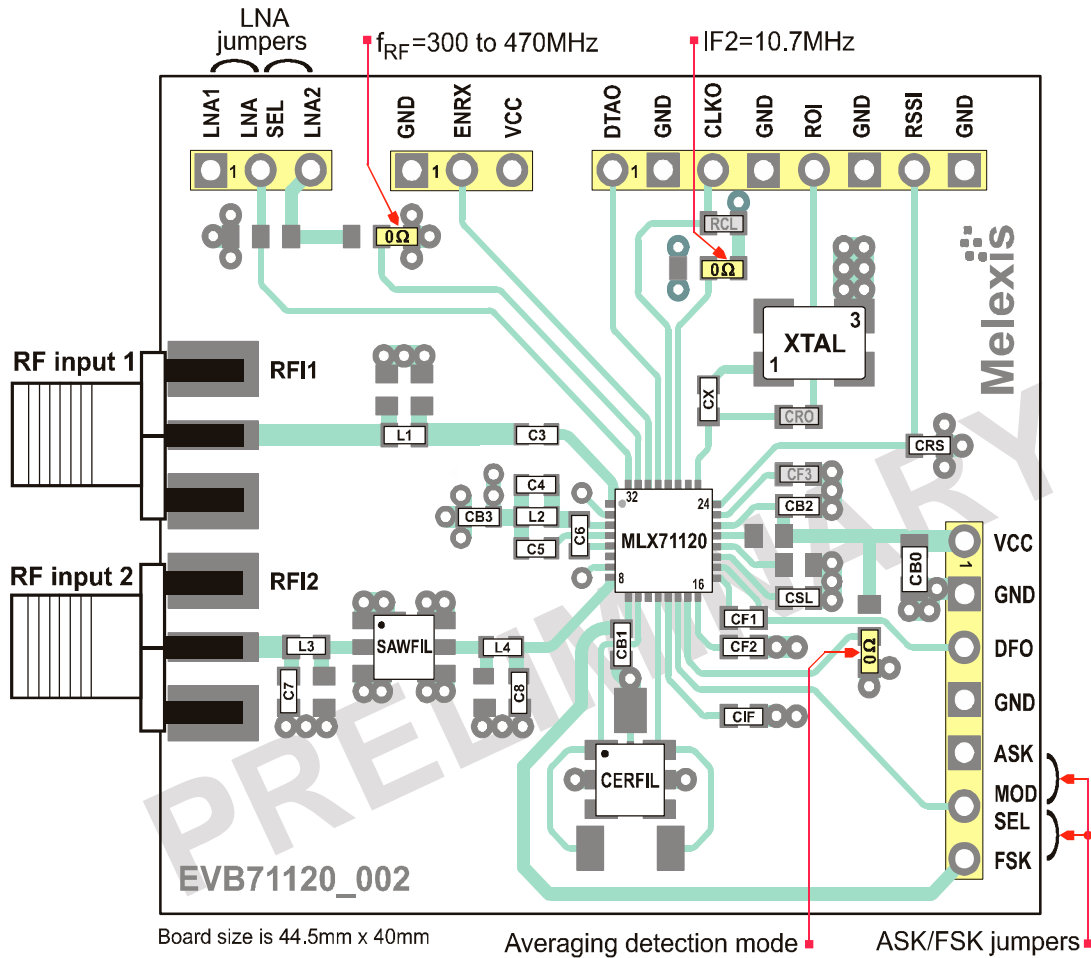 LNA
jumpers
fRF=300 to 470MHz
IF2=10.7MHz
LNA1
LNA
SEL
LNA2
GND
ENRX
VCC
DTAO
GND
CLKO
GND
ROI
GND
RSSI
GND
1
1
1
RCL
0Ω
0Ω
Melexis
3
XTAL
1
RF input 1
RFI1
CX
CRO
L1
C3
CRS
32
24
C4
CF3
CB3
L2
C6
MLX71120
CB2
C5
8
16
CSL
CB0
VCC
1
GND
RF input 2
RFI2
CF1
L3
SAWFIL
L4
CB1
CF2
0Ω
DFO
C7
C8
CIF
GND
CERFIL
ASK
MOD
SEL
FSK
PRELIMINARY
EVB71120_002
Board size is 44.5mm x 40mm
Averaging detection mode
ASK/FSK jumpers